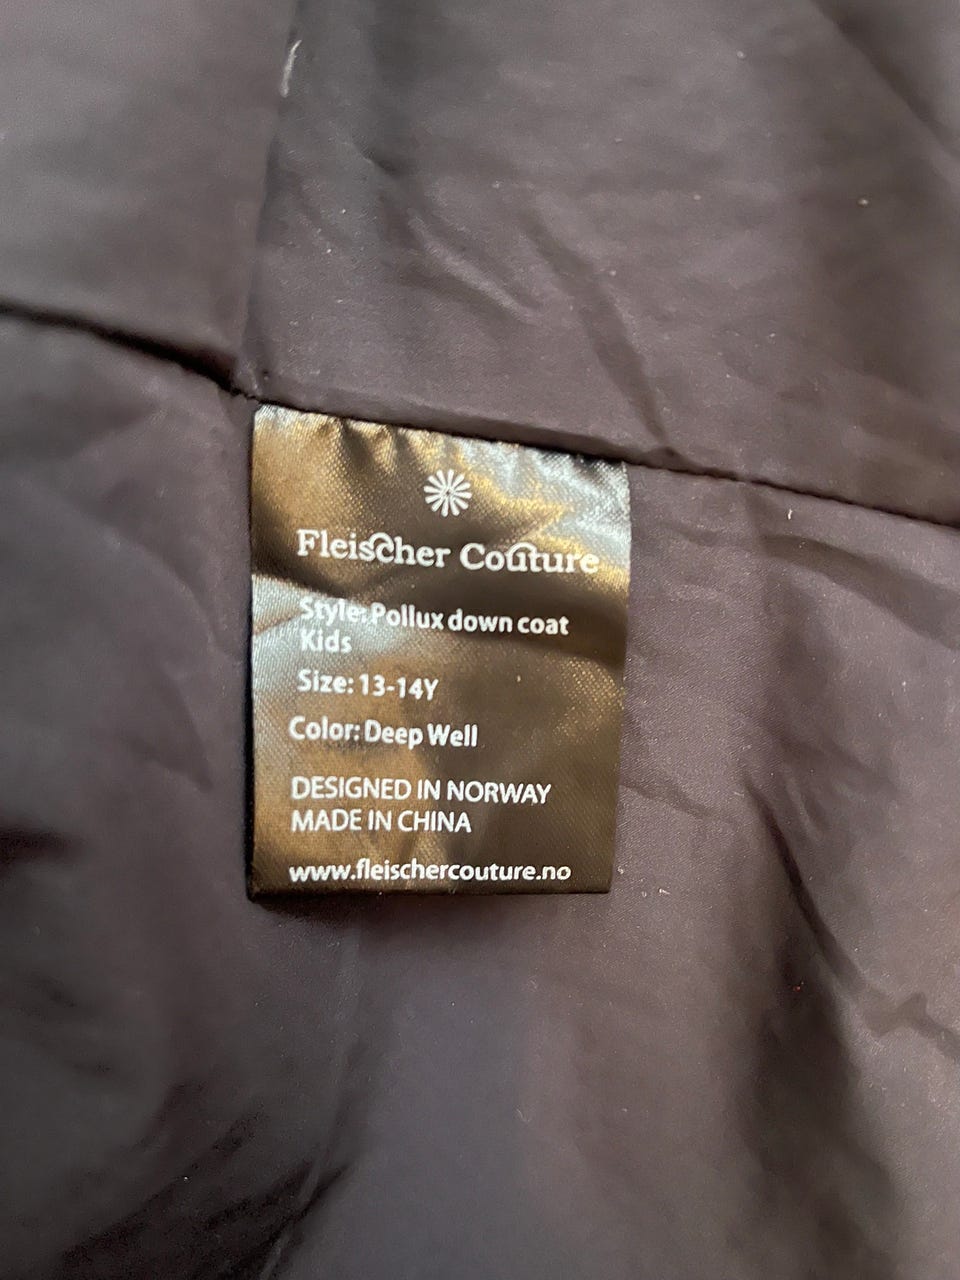 Fleischer Couture
Style: Pollux down coat
Kids
Size: 13-14Y
Color: Deep Well
DESIGNED IN NORWAY
MADE IN CHINA
www.fleischercouture.no